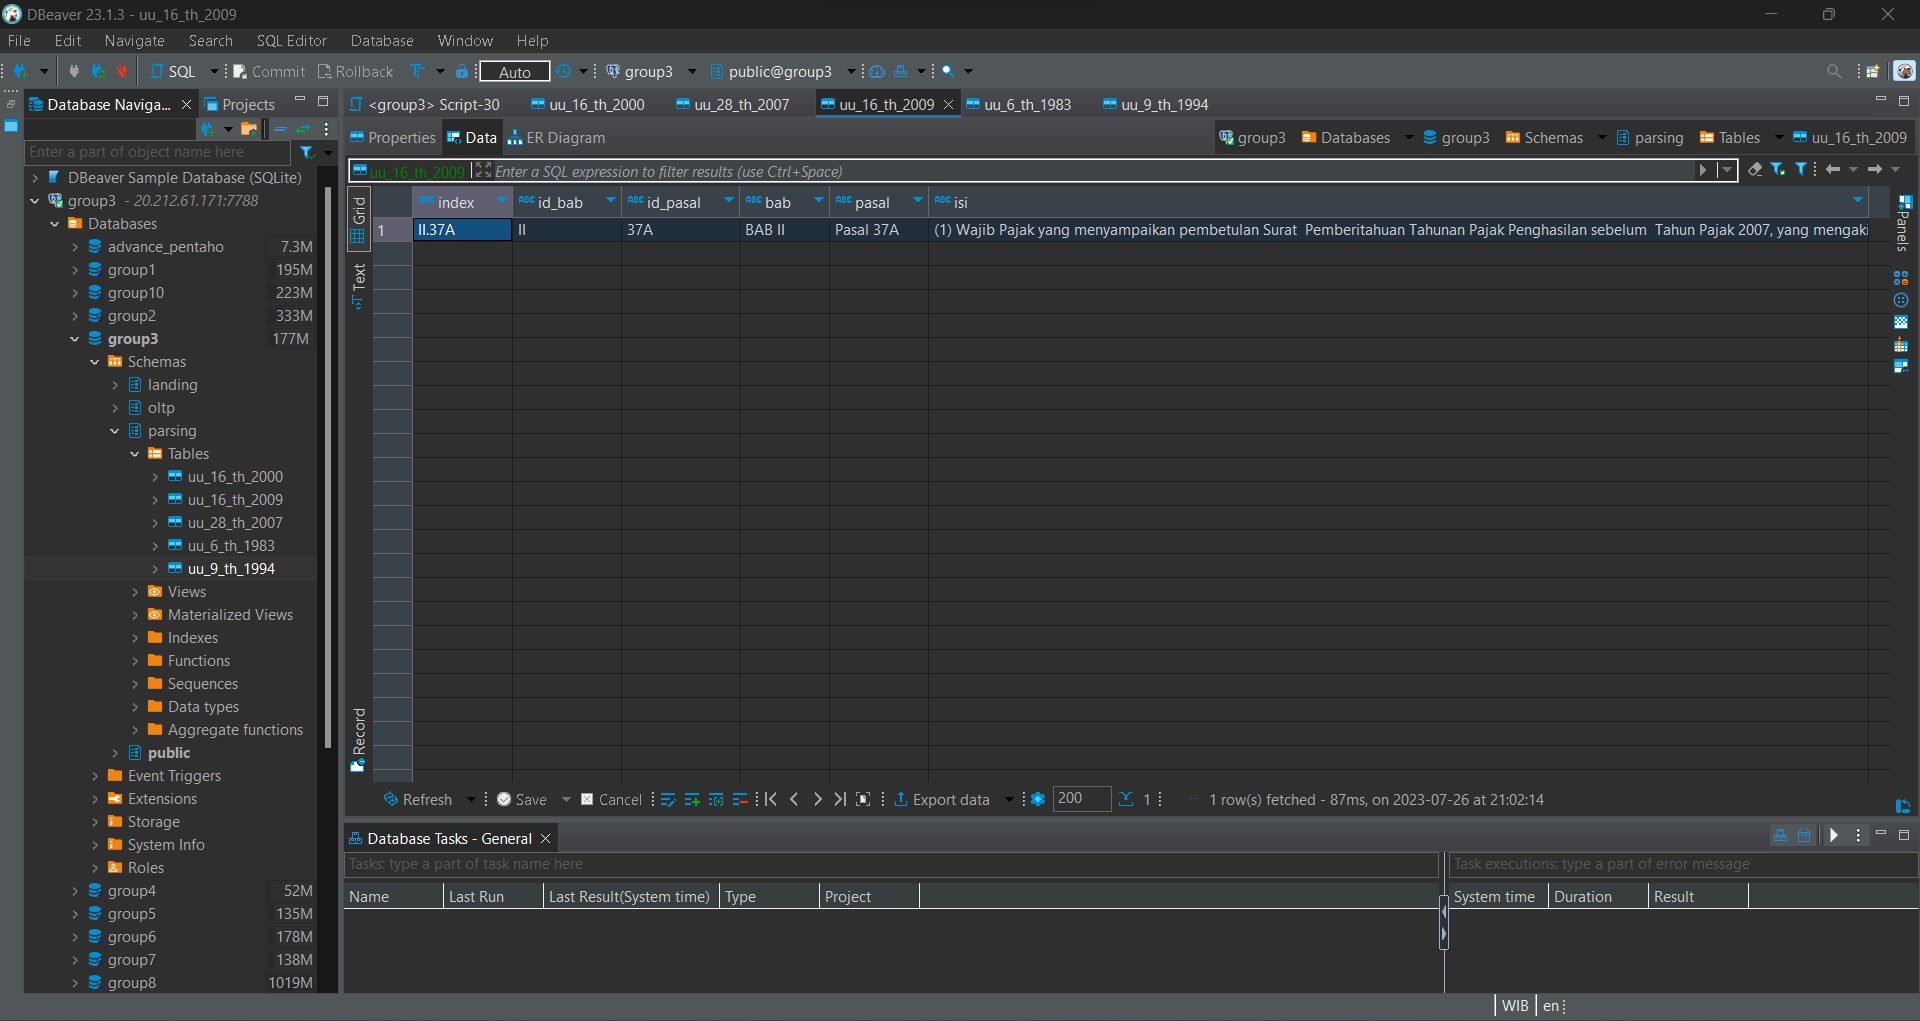 DBeaver 23.1.3 - uu_16_th_2009
File Edit Navigate Search SQL Editor Database Window Help
SQL Commit Rollback Auto group3 public@group3
Database Naviga... Projects
<group3> Script-30 uu_16_th_2000 uu_28_th_2007 uu_16_th_2009 uu_6_th_1983 uu_9_th_1994
Properties Data ER Diagram
group3 Databases group3 Schemas parsing Tables uu_16_th_2009
Enter a part of object name here
uu_16_th_2009 Enter a SQL expression to filter results (use Ctrl+Space)
DBeaver Sample Database (SQLite)
group3 - 20.212.61.171:7788
Databases
advance_pentaho 7.3M
group1 195M
group10 223M
group2 333M
group3 177M
Schemas
landing
oltp
parsing
Tables
uu_16_th_2000
uu_16_th_2009
uu_28_th_2007
uu_6_th_1983
uu_9_th_1994
Views
Materialized Views
Indexes
Functions
Sequences
Data types
Aggregate functions
public
Event Triggers
Extensions
Storage
System Info
Roles
group4 52M
group5 135M
group6 178M
group7 138M
group8 1019M
Grid
Text
Record
ABC index ABC id_bab ABC id_pasal ABC bab ABC pasal ABC isi
1 II.37A II 37A BAB II Pasal 37A (1) Wajib Pajak yang menyampaikan pembetulan Surat Pemberitahuan Tahunan Pajak Penghasilan sebelum Tahun Pajak 2007, yang mengaki
Panels
Refresh Save Cancel Export data 200 1 1 row(s) fetched - 87ms, on 2023-07-26 at 21:02:14
Database Tasks - General
Tasks: type a part of task name here
Task executions: type a part of error message
Name Last Run Last Result(System time) Type Project
System time Duration Result
WIB en